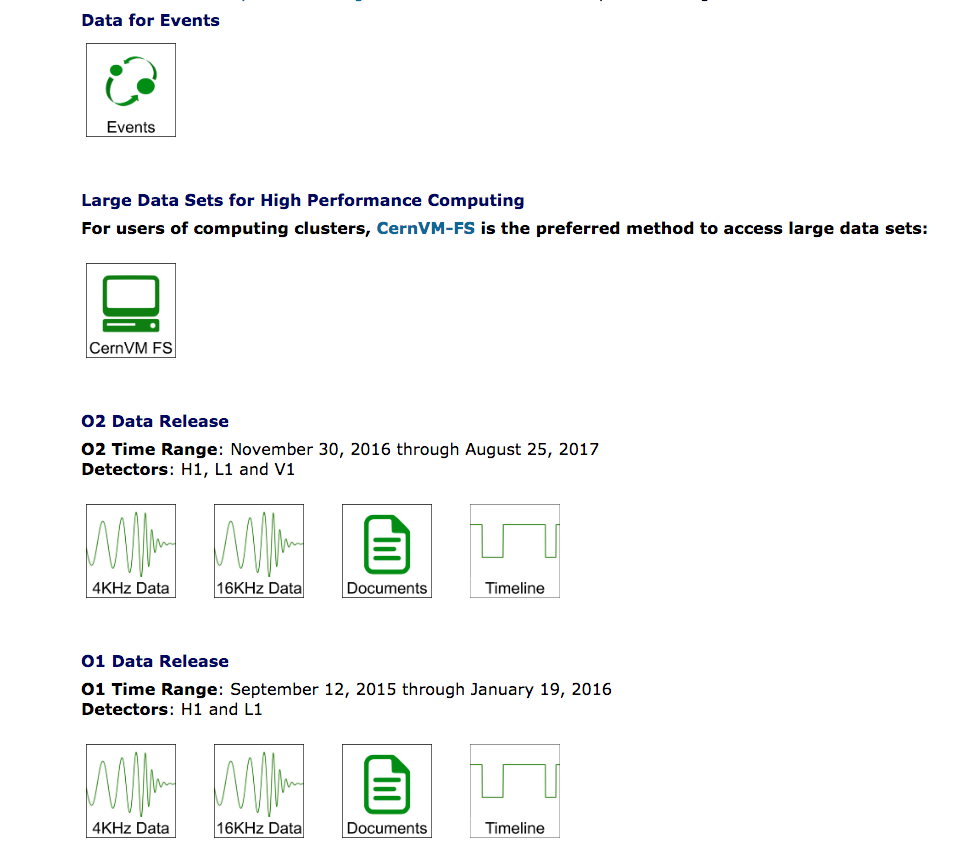 Data for Events
Events
Large Data Sets for High Performance Computing
For users of computing clusters, CernVM-FS is the preferred method to access large data sets:
CernVM FS
O2 Data Release
O2 Time Range: November 30, 2016 through August 25, 2017
Detectors: H1, L1 and V1
4KHz Data 16KHz Data Documents Timeline
O1 Data Release
O1 Time Range: September 12, 2015 through January 19, 2016
Detectors: H1 and L1
4KHz Data 16KHz Data Documents Timeline